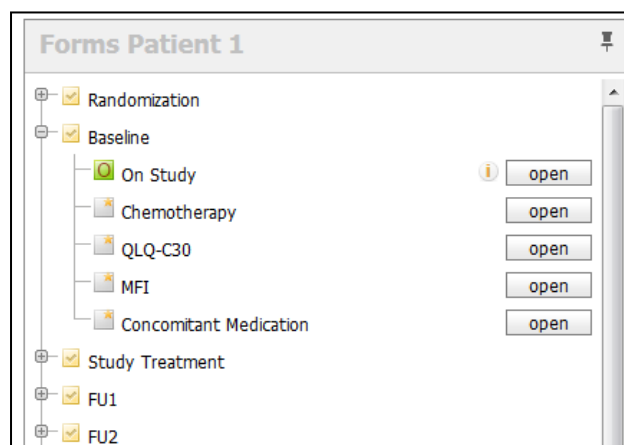 Forms Patient 1
Randomization
Baseline
O On Study i open
Chemotherapy open
QLQ-C30 open
MFI open
Concomitant Medication open
Study Treatment
FU1
FU2